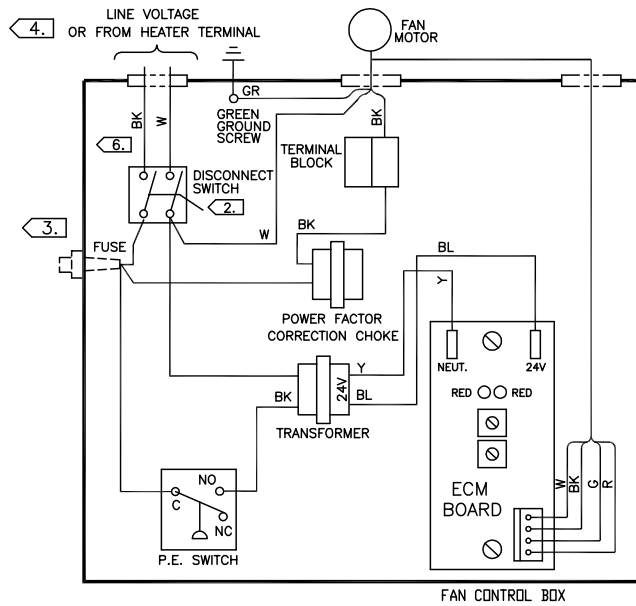 4.
LINE VOLTAGE
OR FROM HEATER TERMINAL
FAN
MOTOR
GR
GREEN
GROUND
SCREW
BK
W
BK
6.
TERMINAL
BLOCK
DISCONNECT
SWITCH
2.
3.
FUSE
W
BK
BL
Y
POWER FACTOR
CORRECTION CHOKE
NEUT.
24V
Y
BK
24V
BL
RED
RED
TRANSFORMER
NO
C
NC
P.E. SWITCH
ECM
BOARD
W
BK
G
R
FAN CONTROL BOX